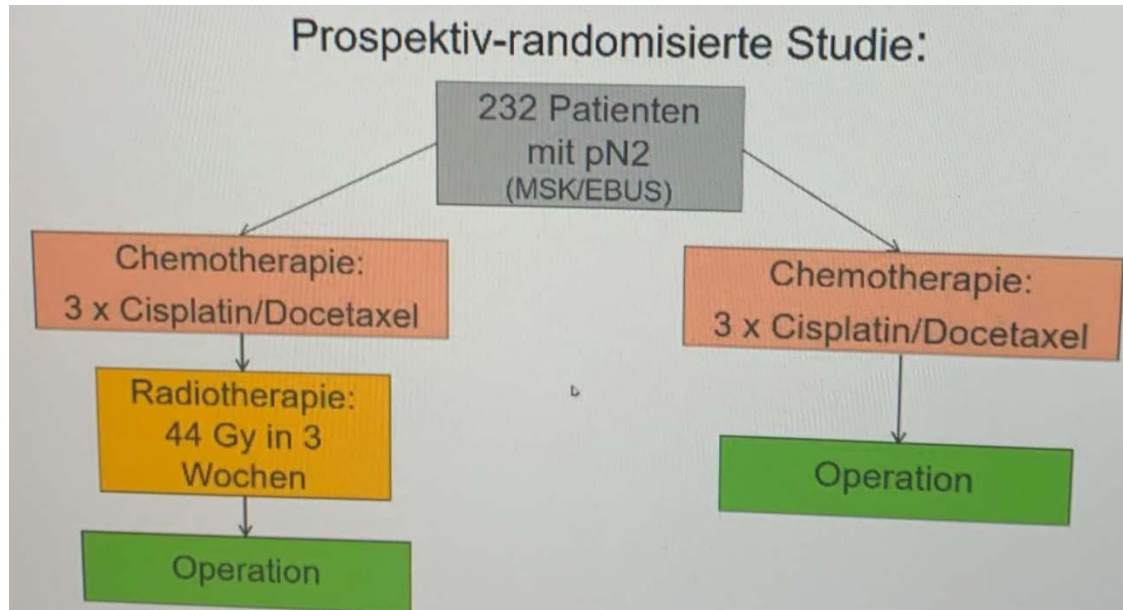 Prospektiv-randomisierte Studie:
232 Patienten
mit pN2
(MSK/EBUS)
Chemotherapie:
3 x Cisplatin/Docetaxel
Chemotherapie:
3 x Cisplatin/Docetaxel
Radiotherapie:
44 Gy in 3
Wochen
Operation
Operation